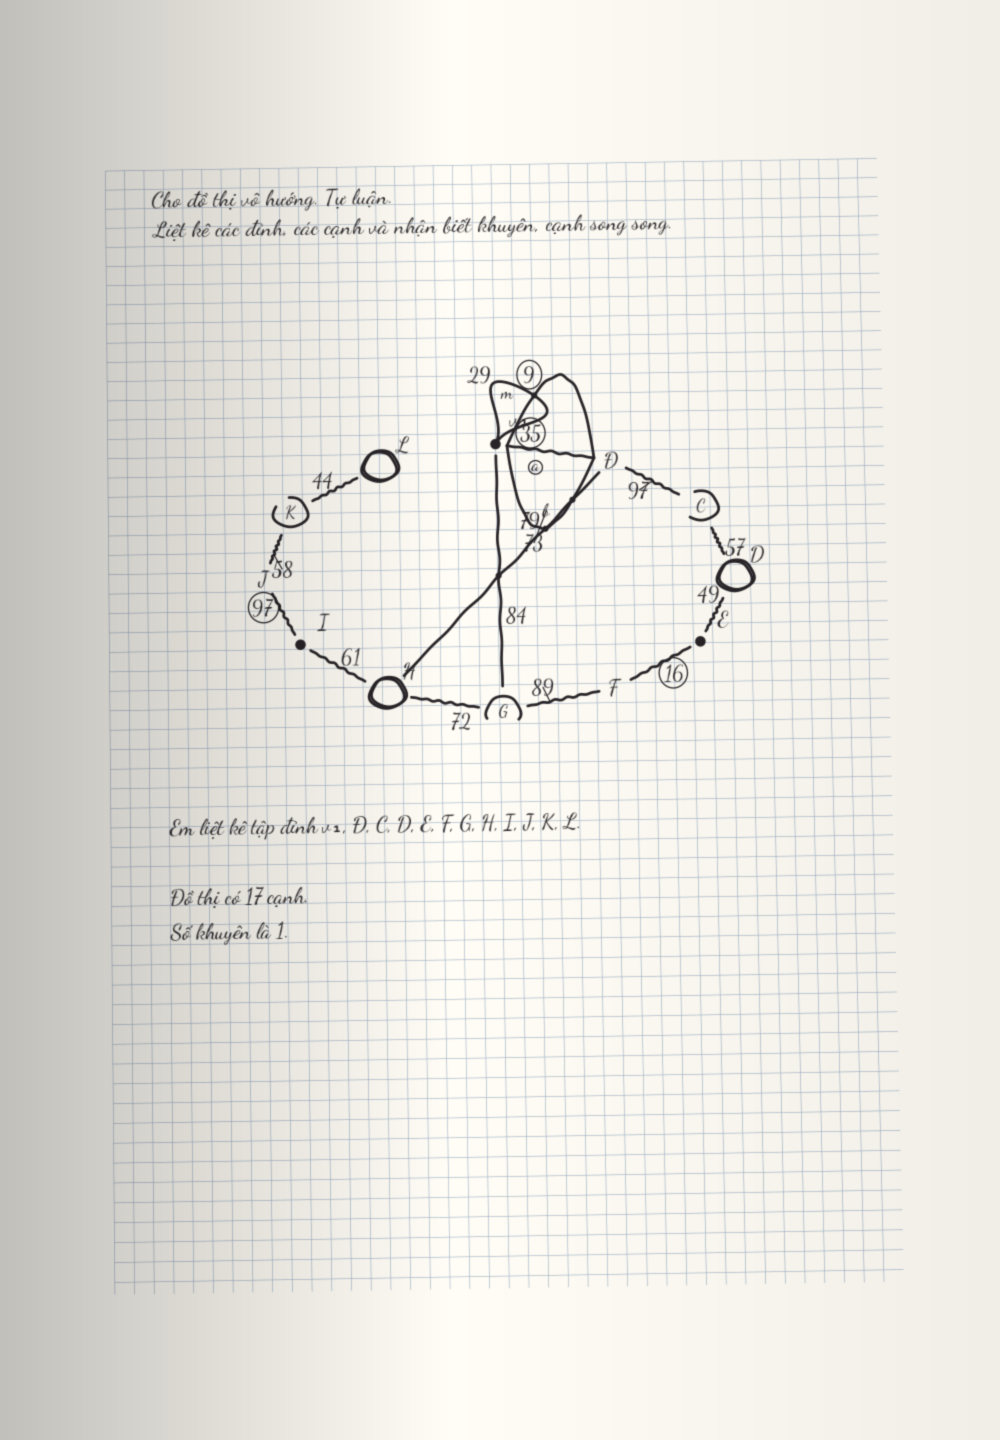 Cho đồ thị vô hướng. Tự luận.
Liệt kê các đỉnh, các cạnh và nhận biết khuyên, cạnh song song.
29 9
m
35
L
Đ
a
44
97
C
K
79
73
57 D
J 58
49
97
I
E
84
61
H
16
89 F
G
72
Em liệt kê tập đỉnh v1, Đ, C, D, E, F, G, H, I, J, K, L.
Đồ thị có 17 cạnh.
Số khuyên là 1.